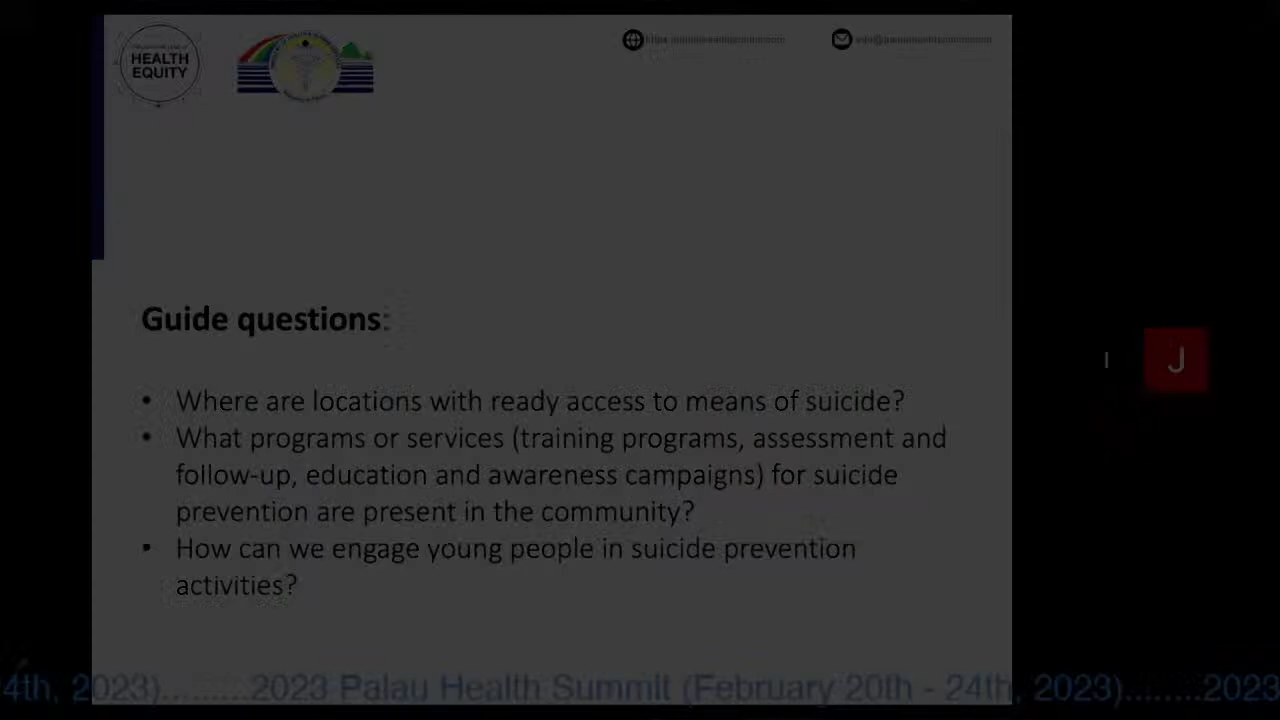 HEALTH
EQUITY
Guide questions:
• Where are locations with ready access to means of suicide?
• What programs or services (training programs, assessment and
follow-up, education and awareness campaigns) for suicide
prevention are present in the community?
• How can we engage young people in suicide prevention
activities?
J
4th, 2023).........2023 Palau Health Summit (February 20th - 24th, 2023)........2023